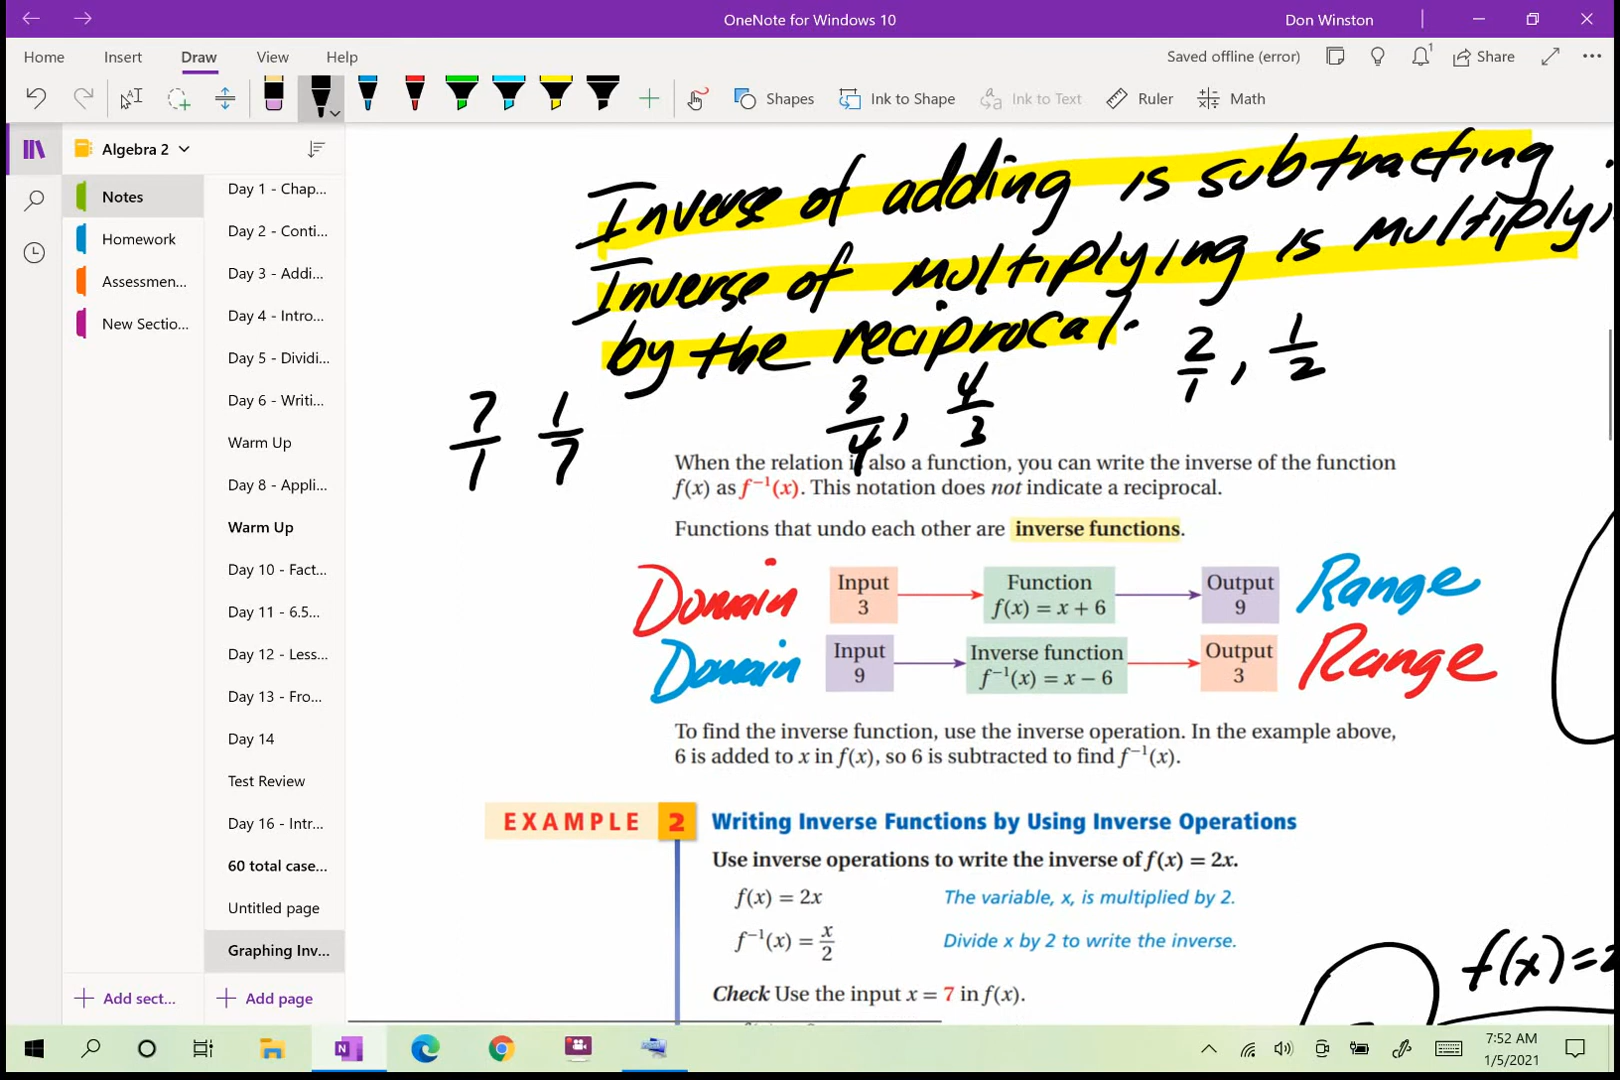 OneNote for Windows 10
Don Winston
Home Insert Draw View Help
Saved offline (error)
1
Share
Shapes
Ink to Shape
Ink to Text
Ruler
Math
Algebra 2
Notes
Homework
Assessmen...
New Sectio...
Add sect...
Day 1 - Chap...
Day 2 - Conti...
Day 3 - Addi...
Day 4 - Intro...
Day 5 - Dividi...
Day 6 - Writi...
Warm Up
Day 8 - Appli...
Warm Up
Day 10 - Fact...
Day 11 - 6.5...
Day 12 - Less...
Day 13 - Fro...
Day 14
Test Review
Day 16 - Intr...
60 total case...
Untitled page
Graphing Inv...
Add page
Inverse of adding is subtracting
Inverse of multiplying is multiplyi
by the reciprocal.
2/1, 1/2
7/1 1/7
3/4, 4/3
When the relation is also a function, you can write the inverse of the function
f(x) as f⁻¹(x). This notation does not indicate a reciprocal.
Functions that undo each other are inverse functions.
Domain
Input
3
Function
f(x) = x + 6
Output
9
Range
Domain
Input
9
Inverse function
f⁻¹(x) = x − 6
Output
3
Range
To find the inverse function, use the inverse operation. In the example above,
6 is added to x in f(x), so 6 is subtracted to find f⁻¹(x).
EXAMPLE 2 Writing Inverse Functions by Using Inverse Operations
Use inverse operations to write the inverse of f(x) = 2x.
f(x) = 2x The variable, x, is multiplied by 2.
f⁻¹(x) = x/2 Divide x by 2 to write the inverse.
f(x)=2
Check Use the input x = 7 in f(x).
7:52 AM
1/5/2021